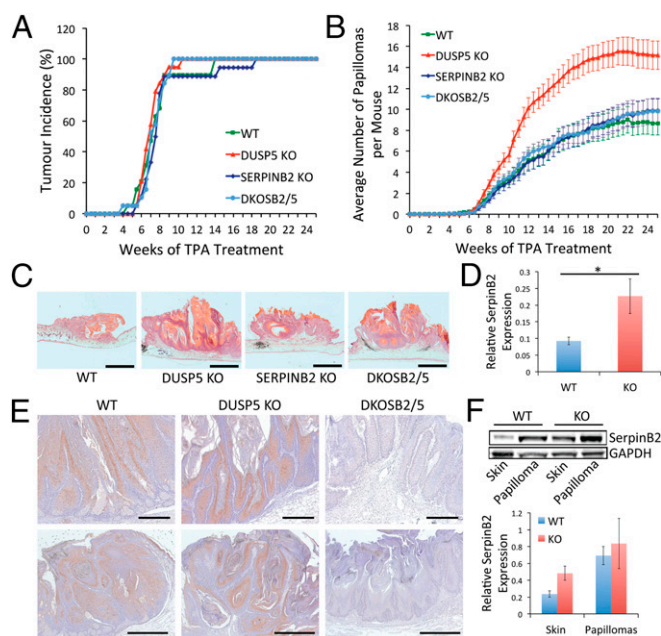 A
Tumour Incidence (%)
120
100
80
60
40
20
0
0 2 4 6 8 10 12 14 16 18 20 22 24
Weeks of TPA Treatment
WT
DUSP5 KO
SERPINB2 KO
DKOSB2/5
B
Average Number of Papillomas
per Mouse
18
16
14
12
10
8
6
4
2
0
0 2 4 6 8 10 12 14 16 18 20 22 24
Weeks of TPA Treatment
WT
DUSP5 KO
SERPINB2 KO
DKOSB2/5
C
WT DUSP5 KO SERPINB2 KO DKOSB2/5
D
Relative SerpinB2
Expression
0.3
0.25
0.2
0.15
0.1
0.05
0
*
WT KO
E
WT DUSP5 KO DKOSB2/5
F
WT KO
SerpinB2
GAPDH
Skin Papilloma Skin Papilloma
Relative SerpinB2
Expression
1.2
1
0.8
0.6
0.4
0.2
0
WT
KO
Skin Papillomas